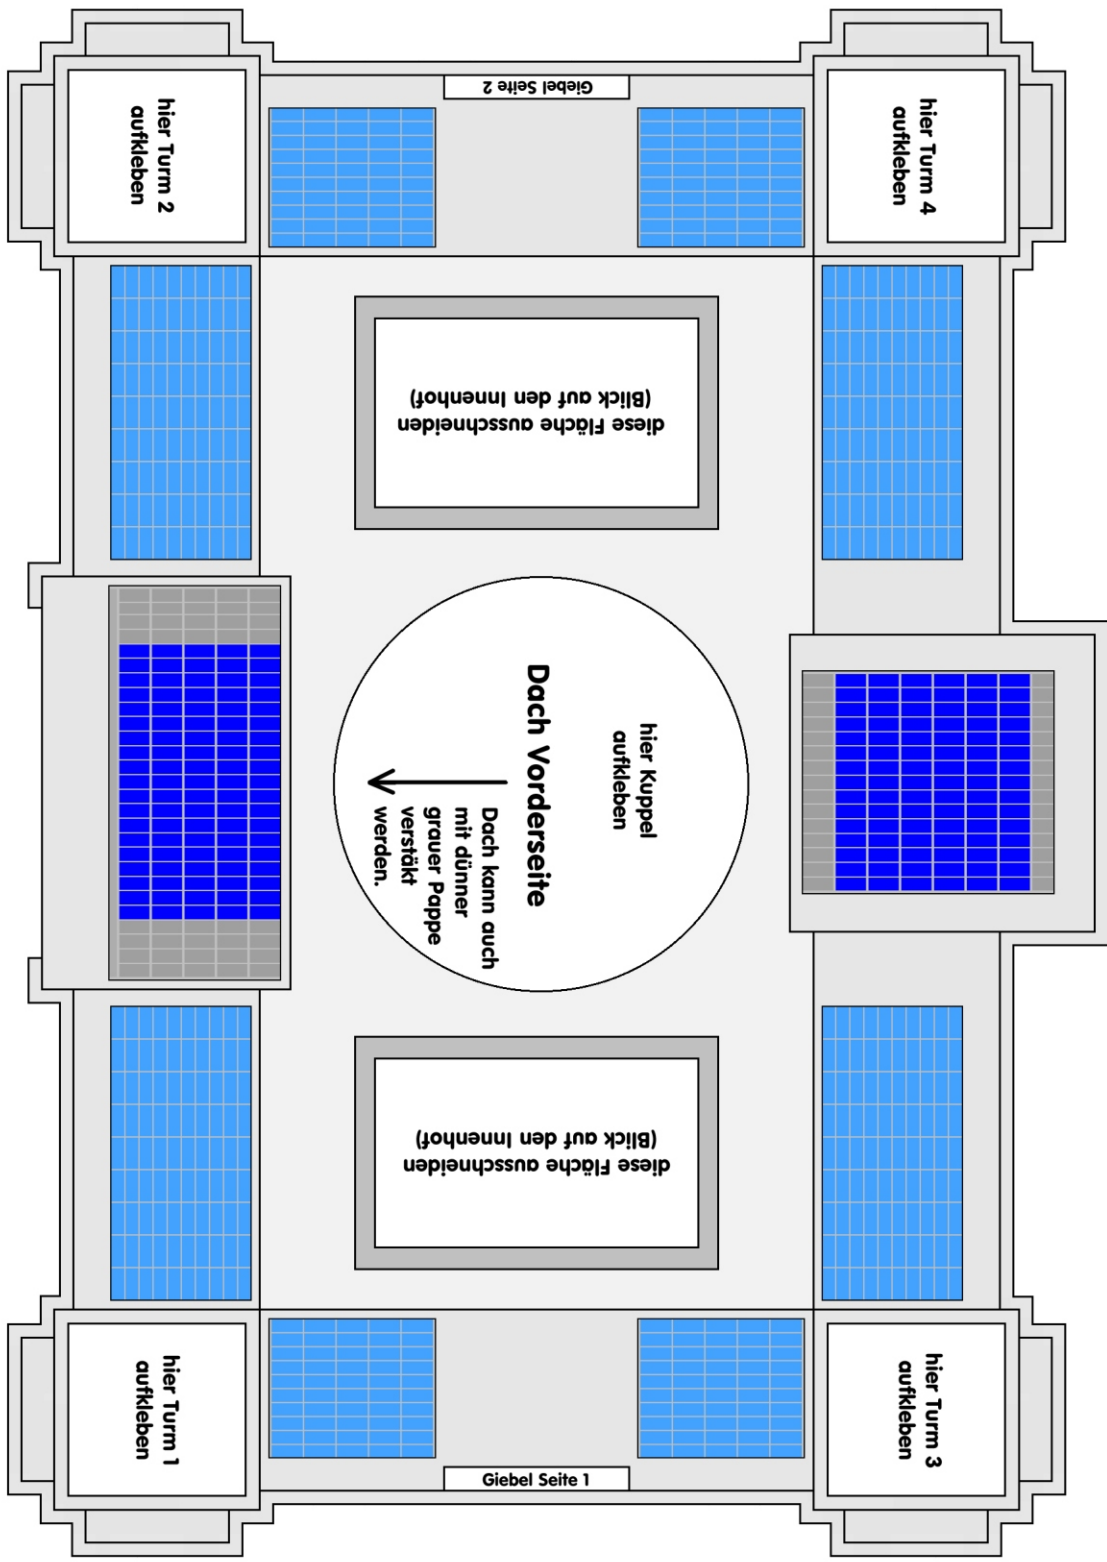 Giebel Seite 2
hier Turm 2
aufkleben
hier Turm 4
aufkleben
diese Fläche ausschneiden
(Blick auf den Innenhof)
hier Kuppel
aufkleben
Dach Vorderseite
Dach kann auch
mit dünner
grauer Pappe
verstäkt
werden.
diese Fläche ausschneiden
(Blick auf den Innenhof)
hier Turm 1
aufkleben
hier Turm 3
aufkleben
Giebel Seite 1